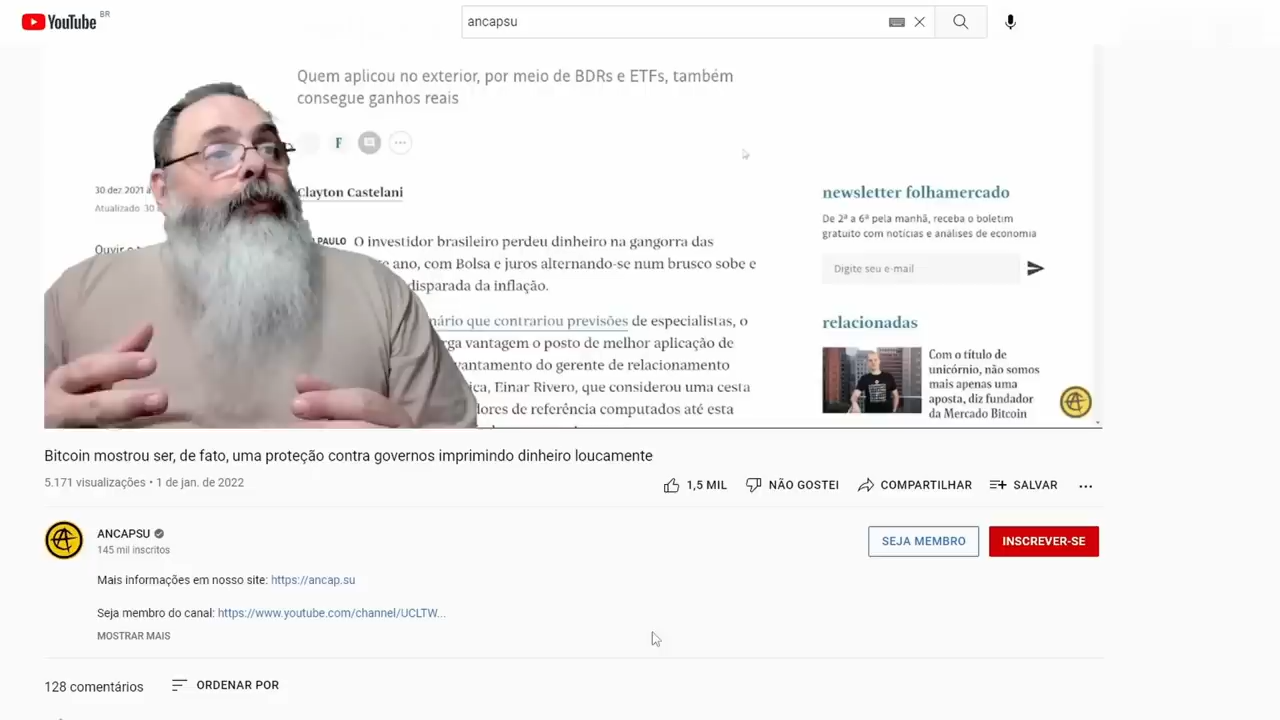 YouTube BR
ancapsu
Quem aplicou no exterior, por meio de BDRs e ETFs, também
consegue ganhos reais
F
30 dez.2021 à
Clayton Castelani
Atualizado 30
newsletter folhamercado
De 2ª a 6ª pela manhã, receba o boletim
gratuito com notícias e análises de economia
Digite seu e-mail
PAULO O investidor brasileiro perdeu dinheiro na gangorra das
e ano, com Bolsa e juros alternando-se num brusco sobe e
disparada da inflação.
nário que contrariou previsões de especialistas, o
rga vantagem o posto de melhor aplicação de
vantamento do gerente de relacionamento
ica, Einar Rivero, que considerou uma cesta
dores de referência computados até esta
relacionadas
Com o título de
unicórnio, não somos
mais apenas uma
aposta, diz fundador
da Mercado Bitcoin
Bitcoin mostrou ser, de fato, uma proteção contra governos imprimindo dinheiro loucamente
5.171 visualizações • 1 de jan. de 2022
1,5 MIL
NÃO GOSTEI
COMPARTILHAR
SALVAR
ANCAPSU
145 mil inscritos
SEJA MEMBRO
INSCREVER-SE
Mais informações em nosso site: https://ancap.su
Seja membro do canal: https://www.youtube.com/channel/UCLTW...
MOSTRAR MAIS
128 comentários
ORDENAR POR